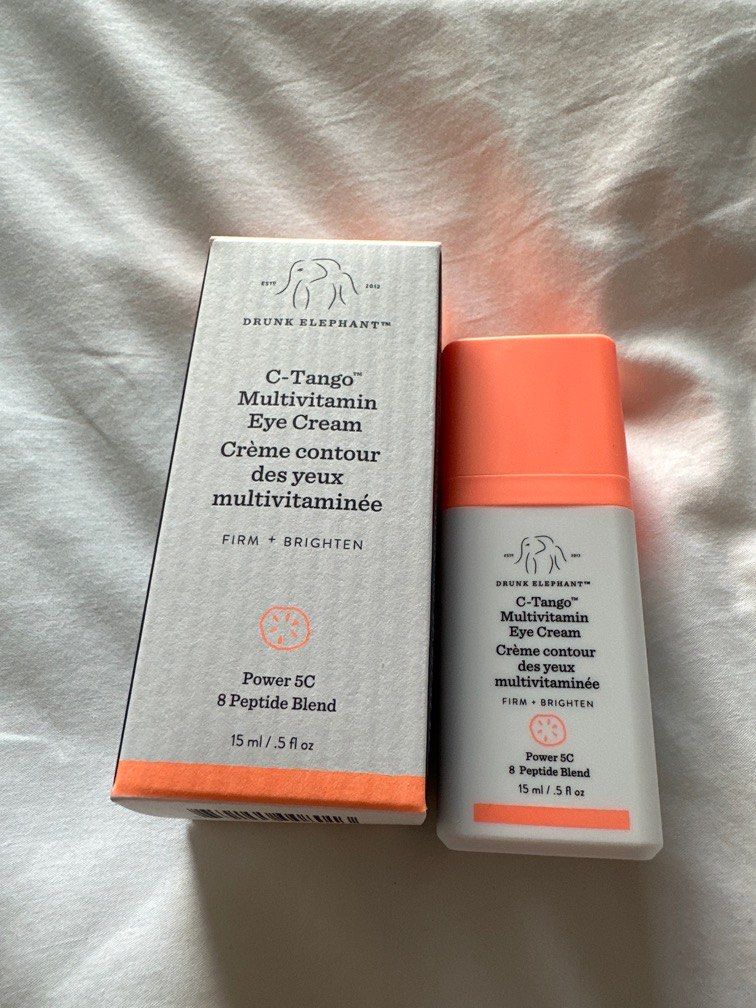 ESTD 2012
DRUNK ELEPHANT™
C-Tango™
Multivitamin
Eye Cream
Crème contour
des yeux
multivitaminée
FIRM + BRIGHTEN
Power 5C
8 Peptide Blend
15 ml / .5 fl oz
ESTD 2012
DRUNK ELEPHANT™
C-Tango™
Multivitamin
Eye Cream
Crème contour
des yeux
multivitaminée
FIRM + BRIGHTEN
Power 5C
8 Peptide Blend
15 ml / .5 fl oz